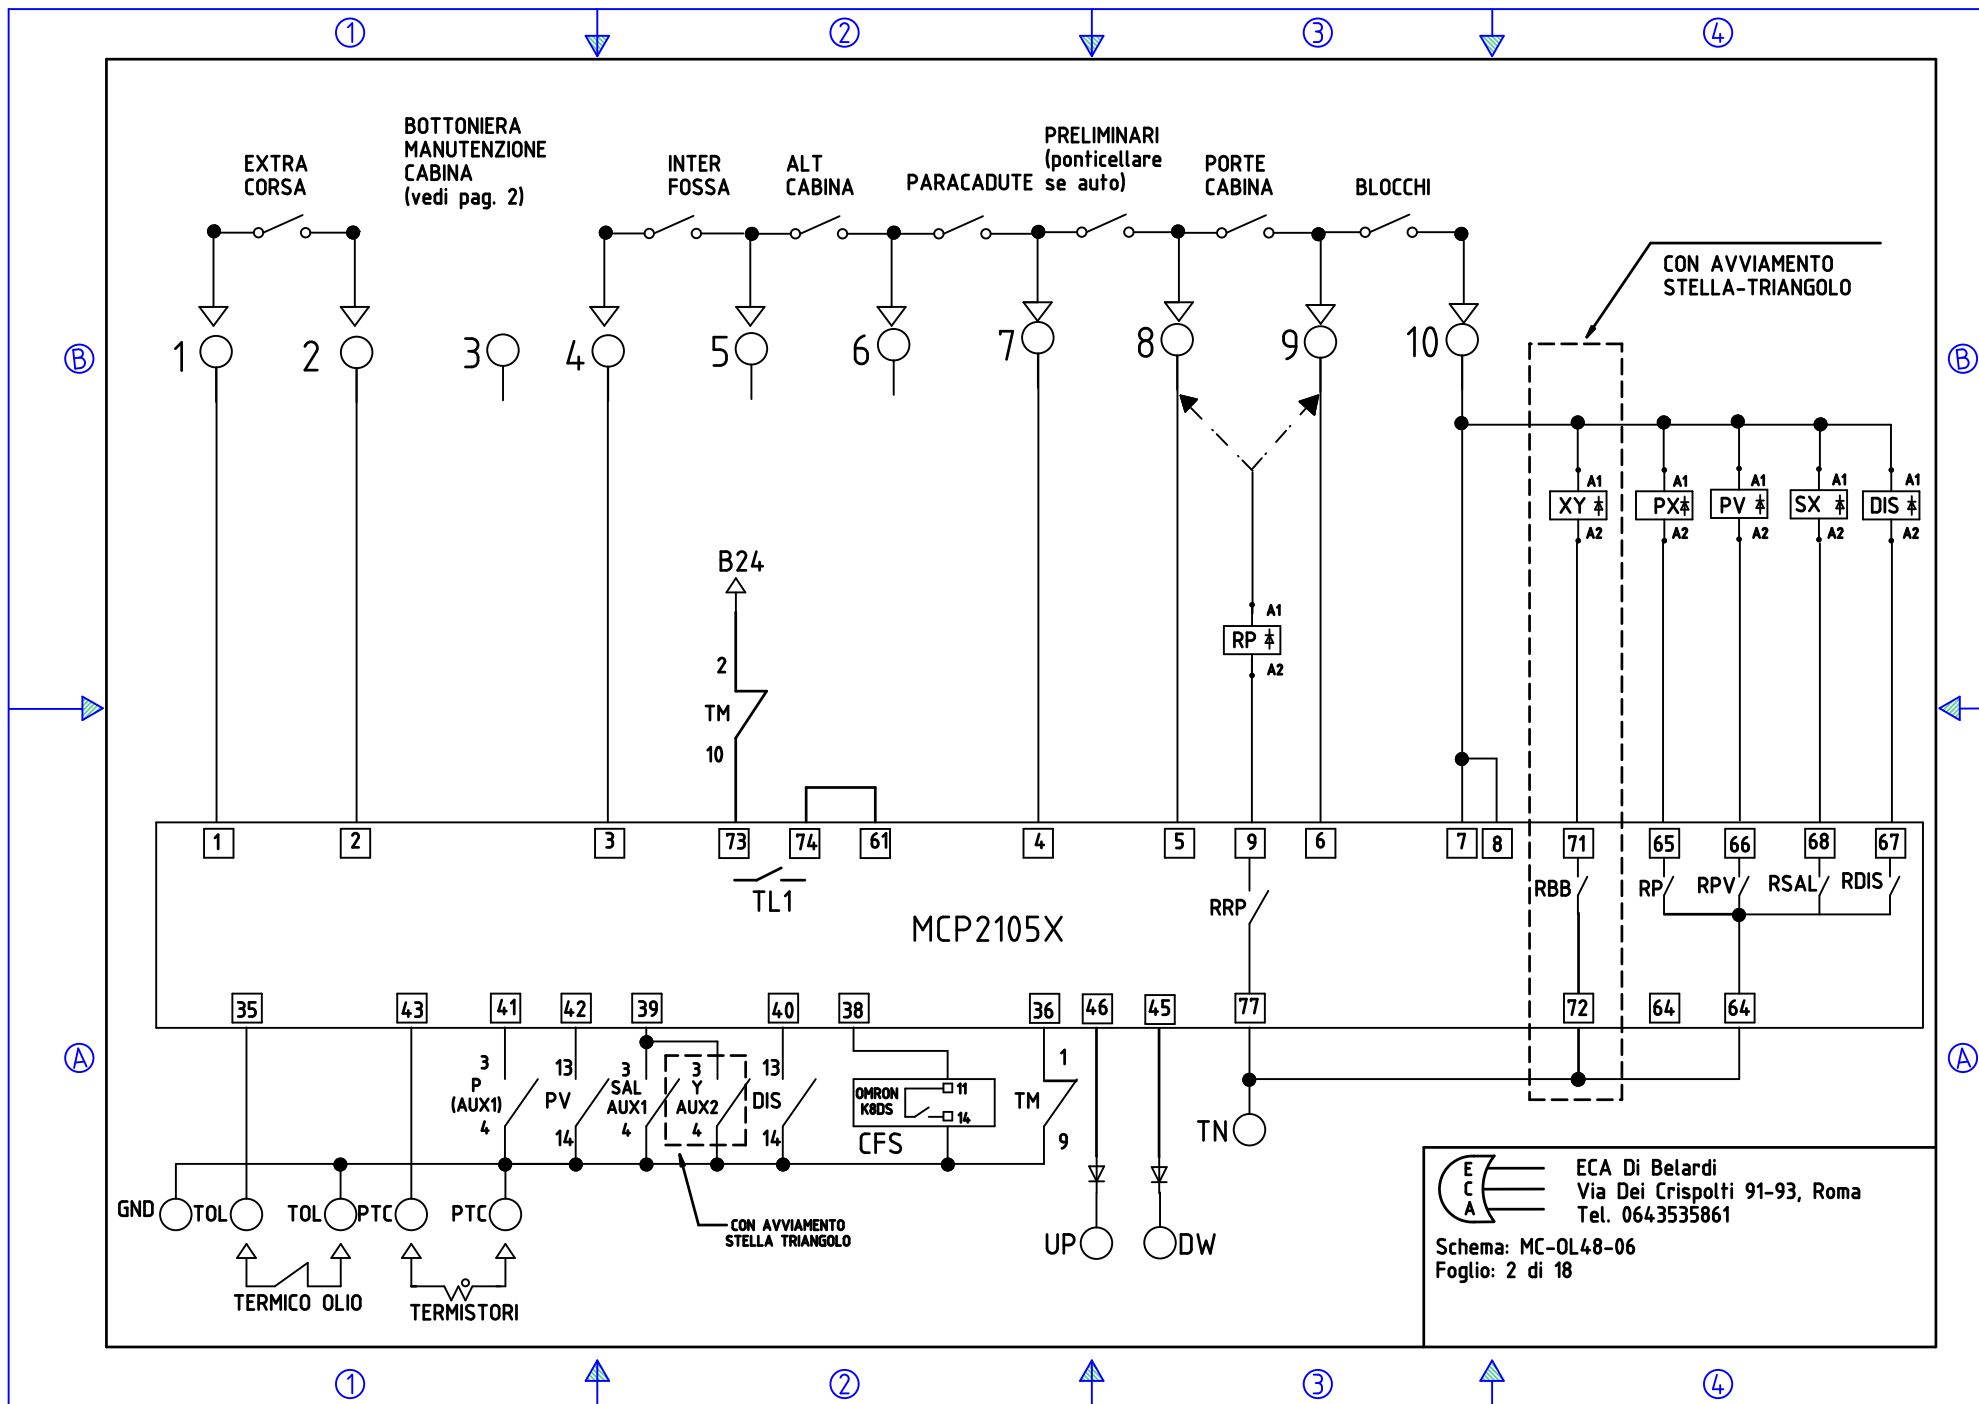 1 2 3 4
BOTTONIERA
MANUTENZIONE
CABINA
(vedi pag. 2)
EXTRA
CORSA
INTER
FOSSA
ALT
CABINA
PARACADUTE
PRELIMINARI
(ponticellare
se auto)
PORTE
CABINA
BLOCCHI
CON AVVIAMENTO
STELLA-TRIANGOLO
B 1 2 3 4 5 6 7 8 9 10 B
A1 A1 A1 A1 A1
XY PX PV SX DIS
A2 A2 A2 A2 A2
B24
A1
RP
A2
2
TM
10
1 2 3 73 74 61 4 5 9 6 7 8 71 65 66 68 67
TL1
MCP2105X
RRP
RBB RP RPV RSAL RDIS
35 43 41 42 39 40 38 36 46 45 77 72 64 64
A A
3
P
(AUX1)
4
13
PV
14
3
SAL
AUX1
4
3
Y
AUX2
4
13
DIS
14
OMRON
K8DS
11
14
CFS
1
TM
9
TN
GND TOL TOL PTC PTC
CON AVVIAMENTO
STELLA TRIANGOLO
UP DW
TERMICO OLIO
TERMISTORI
E
C
A
ECA Di Belardi
Via Dei Crispolti 91-93, Roma
Tel. 0643535861
Schema: MC-OL48-06
Foglio: 2 di 18
1 2 3 4